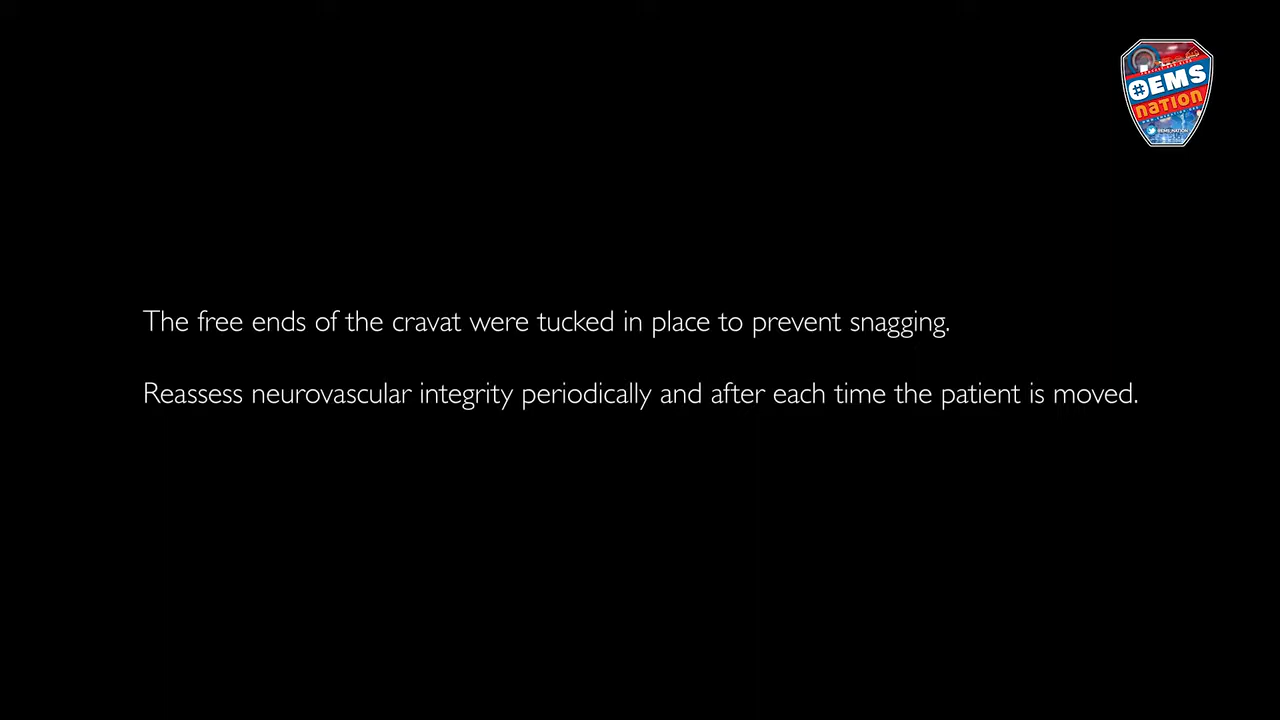 #EMS
nation
@EMS_NATION
The free ends of the cravat were tucked in place to prevent snagging.
Reassess neurovascular integrity periodically and after each time the patient is moved.